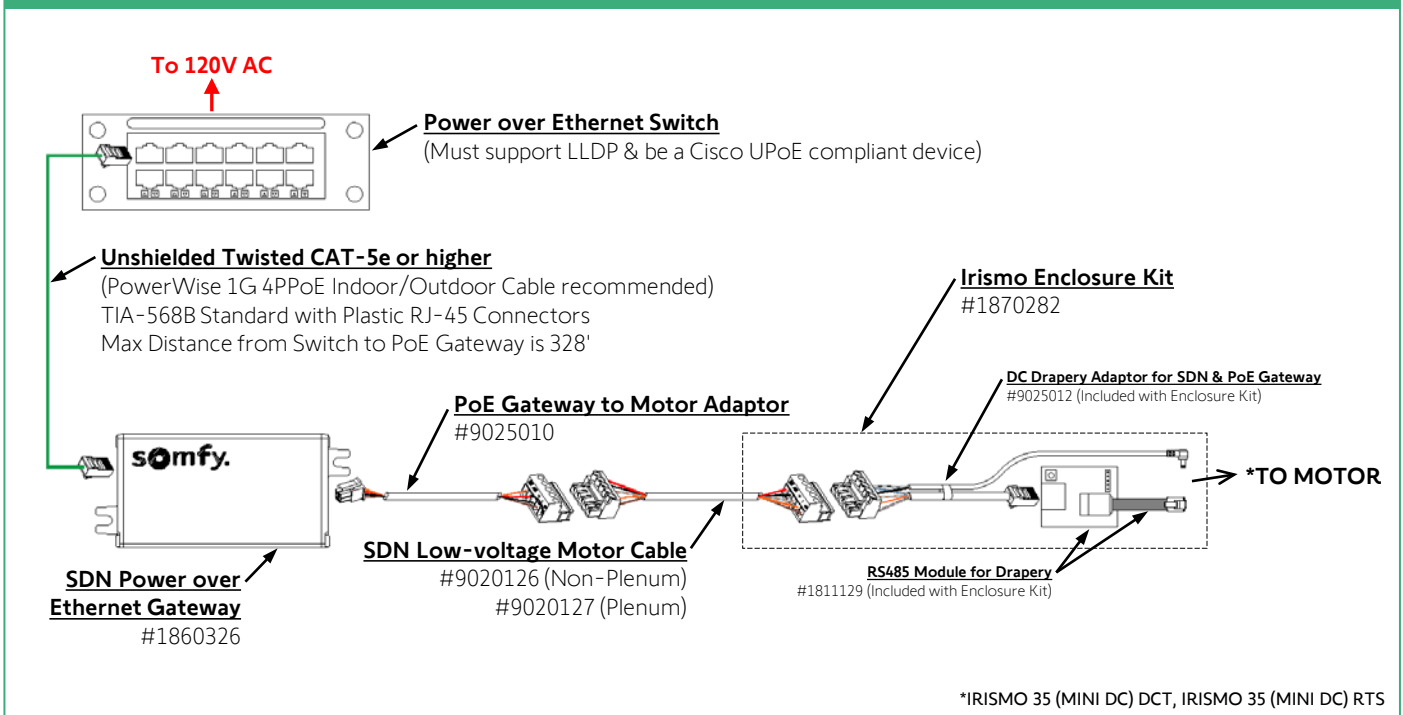 To 120V AC
Power over Ethernet Switch
(Must support LLDP & be a Cisco UPoE compliant device)
Unshielded Twisted CAT-5e or higher
(PowerWise 1G 4PPoE Indoor/Outdoor Cable recommended)
TIA-568B Standard with Plastic RJ-45 Connectors
Max Distance from Switch to PoE Gateway is 328'
Irismo Enclosure Kit
#1870282
DC Drapery Adaptor for SDN & PoE Gateway
#9025012 (Included with Enclosure Kit)
PoE Gateway to Motor Adaptor
#9025010
somfy.
*TO MOTOR
SDN Low-voltage Motor Cable
#9020126 (Non-Plenum)
#9020127 (Plenum)
RS485 Module for Drapery
#1811129 (Included with Enclosure Kit)
SDN Power over
Ethernet Gateway
#1860326
*IRISMO 35 (MINI DC) DCT, IRISMO 35 (MINI DC) RTS